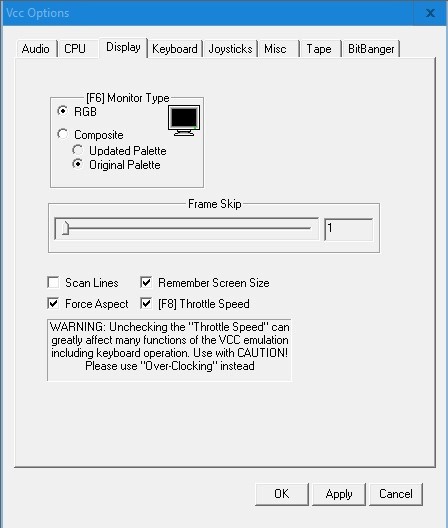 Vcc Options
x
Audio CPU Display Keyboard Joysticks Misc Tape BitBanger
[F6] Monitor Type
RGB
Composite
Updated Palette
Original Palette
Frame Skip
1
Scan Lines Remember Screen Size
Force Aspect [F8] Throttle Speed
WARNING: Unchecking the "Throttle Speed" can
greatly affect many functions of the VCC emulation
including keyboard operation. Use with CAUTION!
Please use "Over-Clocking" instead
OK Apply Cancel